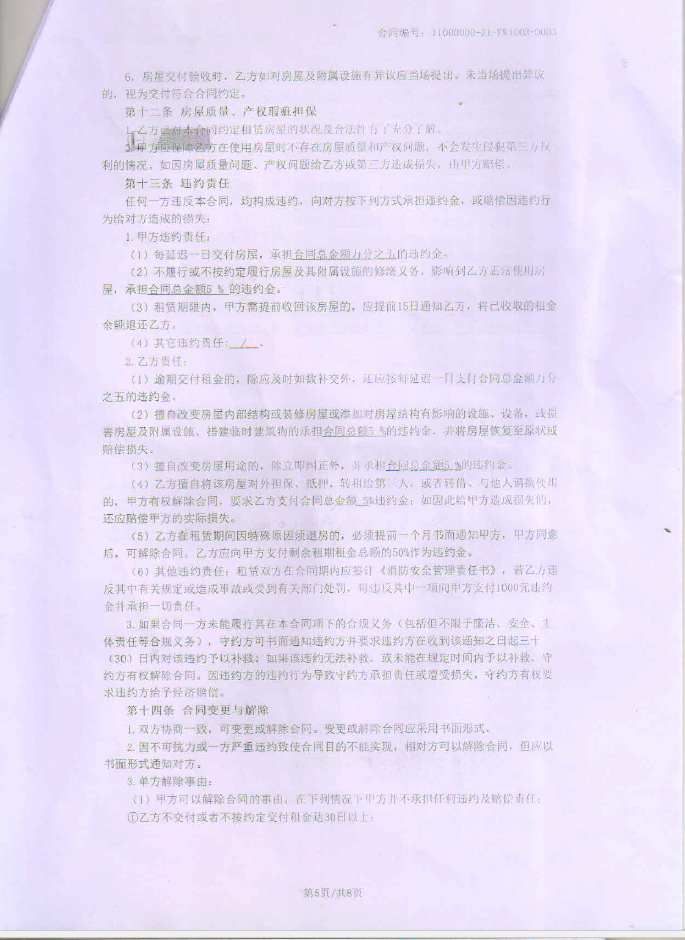 合同编号：11000000-21-FW1003-0003
6. 房屋交付验收时，乙方如对房屋及附属设施有异议应当场提出。未当场提出异议
的，视为交付符合合同约定。
第十二条 房屋质量、产权瑕疵担保
1.乙方已对本合同约定租赁房屋的状况及合法性有了充分了解。
2.甲方应保障乙方在使用房屋时不存在房屋质量和产权问题，不会发生侵犯第三方权
利的情况。如因房屋质量问题、产权问题给乙方或第三方造成损失，由甲方赔偿。
第十三条 违约责任
任何一方违反本合同，均构成违约，向对方按下列方式承担违约金，或赔偿因违约行
为给对方造成的损失：
1.甲方违约责任：
（1）每延迟一日交付房屋，承担合同总金额万分之五的违约金。
（2）不履行或不按约定履行房屋及其附属设施的修缮义务，影响到乙方正常使用房
屋，承担合同总金额5 % 的违约金。
（3）租赁期限内，甲方需提前收回该房屋的，应提前15日通知乙方，将已收取的租金
余额退还乙方。
（4）其它违约责任： / 。
2.乙方责任：
（1）逾期交付租金的，除应及时如数补交外，还应按每延迟一日支付合同总金额万分
之五的违约金。
（2）擅自改变房屋内部结构或装修房屋或添加对房屋结构有影响的设施、设备，或损
害房屋及附属设施、搭建临时建筑物的承担合同总额5 %的违约金，并将房屋恢复至原状或
赔偿损失。
（3）擅自改变房屋用途的，除立即纠正外，并承担合同总金额5 %的违约金。
（4）乙方擅自将该房屋对外担保、抵押、转租给第三人，或者转借、与他人调换使用
的，甲方有权解除合同，要求乙方支付合同总金额 5%违约金；如因此给甲方造成损失的，
还应赔偿甲方的实际损失。
（5）乙方在租赁期间因特殊原因须退房的，必须提前一个月书面通知甲方，甲方同意
后，可解除合同。乙方应向甲方支付剩余租期租金总额的50%作为违约金。
（6）其他违约责任：租赁双方在合同期内应签订《消防安全管理责任书》，若乙方违
反其中有关规定或造成事故或受到有关部门处罚，每违反其中一项向甲方支付1000元违约
金并承担一切责任。
3.如果合同一方未能履行其在本合同项下的合规义务（包括但不限于廉洁、安全、主
体责任等合规义务），守约方可书面通知违约方并要求违约方在收到该通知之日起三十
（30）日内对该违约予以补救；如果该违约无法补救，或未能在规定时间内予以补救，守
约方有权解除合同。因违约方的违约行为导致守约方承担责任或遭受损失，守约方有权要
求违约方给予经济赔偿。
第十四条 合同变更与解除
1.双方协商一致，可变更或解除合同。变更或解除合同应采用书面形式。
2.因不可抗力或一方严重违约致使合同目的不能实现，相对方可以解除合同，但应以
书面形式通知对方。
3.单方解除事由：
（1）甲方可以解除合同的事由，在下列情况下甲方并不承担任何违约及赔偿责任：
①乙方不交付或者不按约定交付租金达30日以上；
第5页/共8页